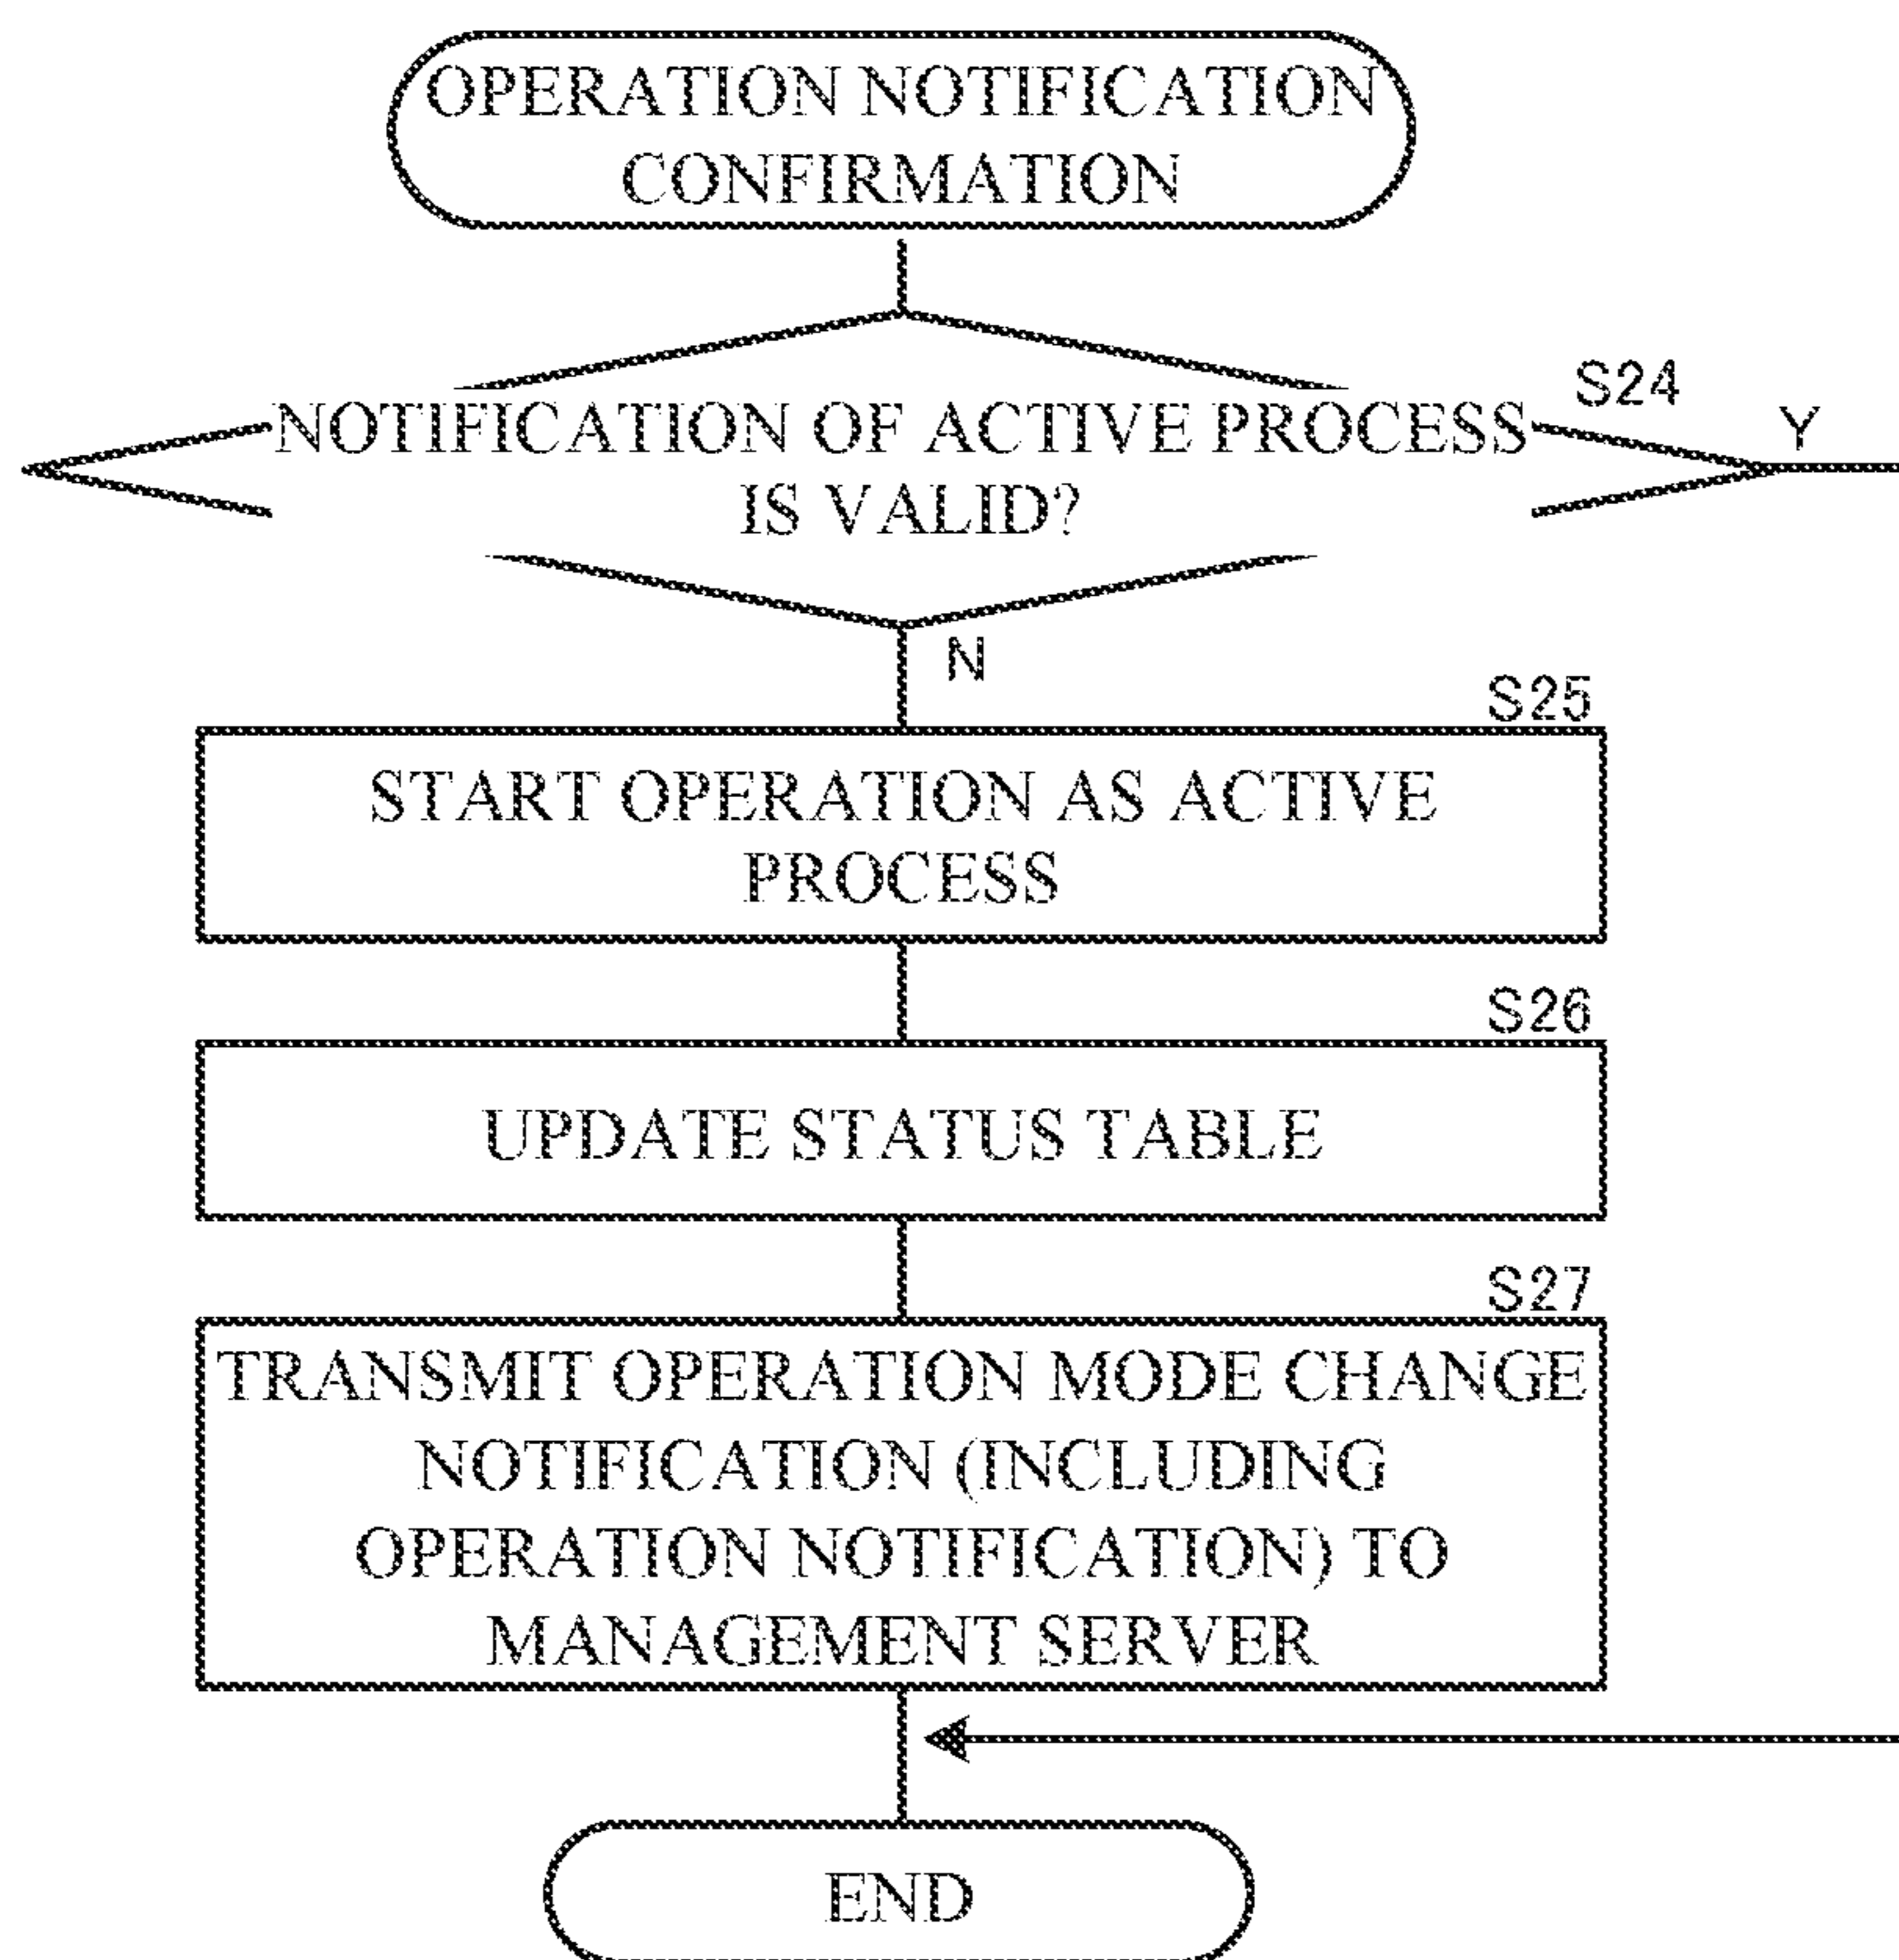 OPERATION NOTIFICATION
CONFIRMATION
S24
Y
NOTIFICATION OF ACTIVE PROCESS
IS VALID?
N
S25
START OPERATION AS ACTIVE
PROCESS
S26
UPDATE STATUS TABLE
S27
TRANSMIT OPERATION MODE CHANGE
NOTIFICATION (INCLUDING
OPERATION NOTIFICATION) TO
MANAGEMENT SERVER
END